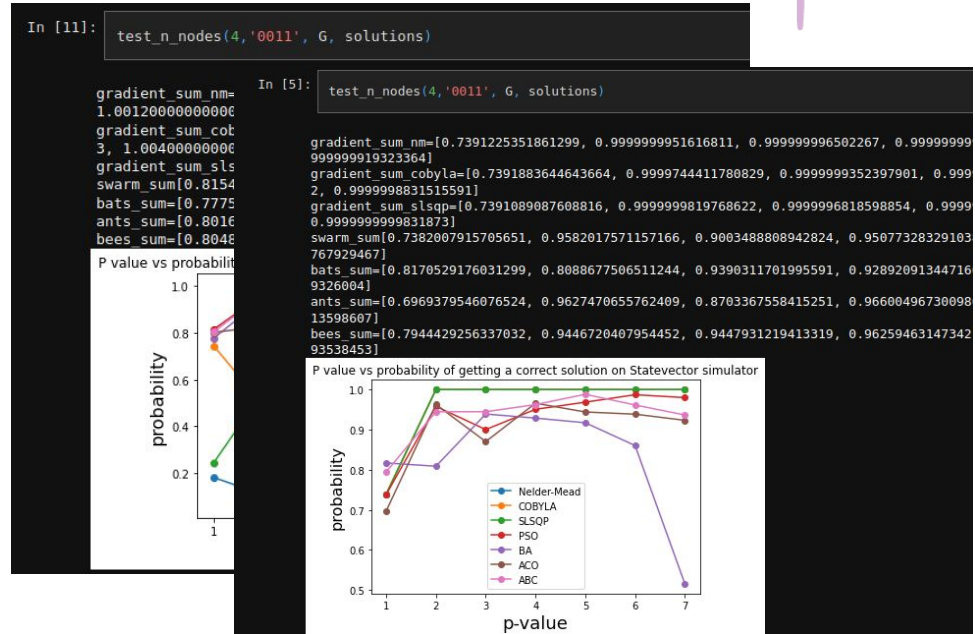 In [11]:
test_n_nodes(4,'0011', G, solutions)
gradient_sum_nm=
1.00120000000000
gradient_sum_cob
3, 1.00400000000
gradient_sum_sls
swarm_sum[0.8154
bats_sum=[0.7775
ants_sum=[0.8016
bees_sum=[0.8048
P value vs probabilit
1.0
0.8
0.6
0.4
0.2
probability
1
In [5]:
test_n_nodes(4,'0011', G, solutions)
gradient_sum_nm=[0.7391225351861299, 0.9999999951616811, 0.999999996502267, 0.999999999
999999919323364]
gradient_sum_cobyla=[0.7391883644643664, 0.9999744411780829, 0.9999999352397901, 0.999
2, 0.9999998831515591]
gradient_sum_slsqp=[0.7391089087608816, 0.9999999819768622, 0.9999996818598854, 0.99999
0.9999999999831873]
swarm_sum[0.7382007915705651, 0.9582017571157166, 0.9003488808942824, 0.95077328329103
767929467]
bats_sum=[0.8170529176031299, 0.8088677506511244, 0.9390311701995591, 0.92892091344716
9326004]
ants_sum=[0.6969379546076524, 0.9627470655762409, 0.8703367558415251, 0.96600496730098
13598607]
bees_sum=[0.7944429256337032, 0.9446720407954452, 0.9447931219413319, 0.96259463147342
93538453]
P value vs probability of getting a correct solution on Statevector simulator
1.0
0.9
0.8
0.7
0.6
0.5
probability
Nelder-Mead
COBYLA
SLSQP
PSO
BA
ACO
ABC
1 2 3 4 5 6 7
p-value